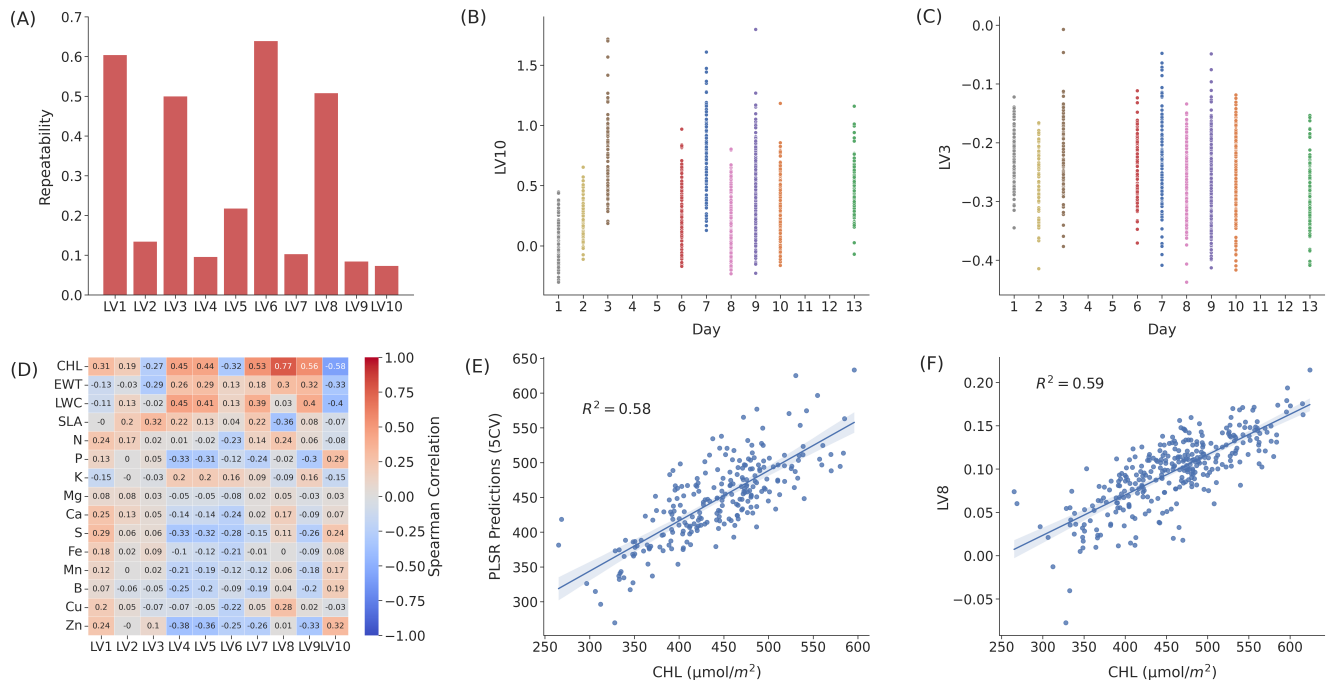 (A)
0.7
0.6
0.5
0.4
0.3
0.2
0.1
0.0
Repeatability
LV1 LV2 LV3 LV4 LV5 LV6 LV7 LV8 LV9 LV10
(B)
1.5
1.0
0.5
0.0
LV10
1 2 3 4 5 6 7 8 9 10 11 12 13
Day
(C)
0.0
−0.1
−0.2
−0.3
−0.4
LV3
1 2 3 4 5 6 7 8 9 10 11 12 13
Day
(D)
CHL 0.31 0.19 -0.27 0.45 0.44 -0.32 0.53 0.77 0.56 -0.58
EWT -0.13 -0.03 -0.29 0.26 0.29 0.13 0.18 0.3 0.32 -0.33
LWC -0.11 0.13 -0.02 0.45 0.41 0.13 0.39 0.03 0.4 -0.4
SLA -0 0.2 0.32 0.22 0.13 0.04 0.22 -0.36 0.08 -0.07
N 0.24 0.17 0.02 0.01 -0.02 -0.23 0.14 0.24 0.06 -0.08
P 0.13 0 0.05 -0.33 -0.31 -0.12 -0.24 -0.02 -0.3 0.29
K -0.15 -0 0.04 0.2 0.2 0.16 0.09 -0.09 0.16 -0.15
Mg 0.08 0.08 0.03 -0.05 -0.05 -0.08 -0.02 0.05 -0.03 0.03
Ca 0.25 0.13 0.05 -0.14 -0.14 -0.24 -0.02 0.17 -0.09 0.07
S 0.29 0.06 0.06 -0.33 -0.32 -0.28 -0.15 0.11 -0.26 0.24
Fe 0.18 0.02 0.09 -0.1 -0.12 -0.21 -0.01 0 -0.09 0.08
Mn 0.12 0 0.02 -0.21 -0.19 -0.12 -0.12 0.06 -0.18 0.17
B 0.07 -0.06 -0.05 -0.25 -0.2 -0.09 -0.19 0.04 -0.2 0.19
Cu 0.2 0.05 -0.07 -0.07 -0.05 -0.22 0.05 0.28 0.02 -0.03
Zn 0.24 -0 0.1 -0.38 -0.36 -0.25 -0.26 0.01 -0.33 0.32
LV1 LV2 LV3 LV4 LV5 LV6 LV7 LV8 LV9 LV10
1.00
0.75
0.50
0.25
0.00
−0.25
−0.50
−0.75
−1.00
Spearman Correlation
(E)
R² = 0.58
650
600
550
500
450
400
350
300
PLSR Predictions (5CV)
250 300 350 400 450 500 550 600
CHL (μmol/m²)
(F)
R² = 0.59
0.20
0.15
0.10
0.05
0.00
−0.05
LV8
250 300 350 400 450 500 550 600
CHL (μmol/m²)